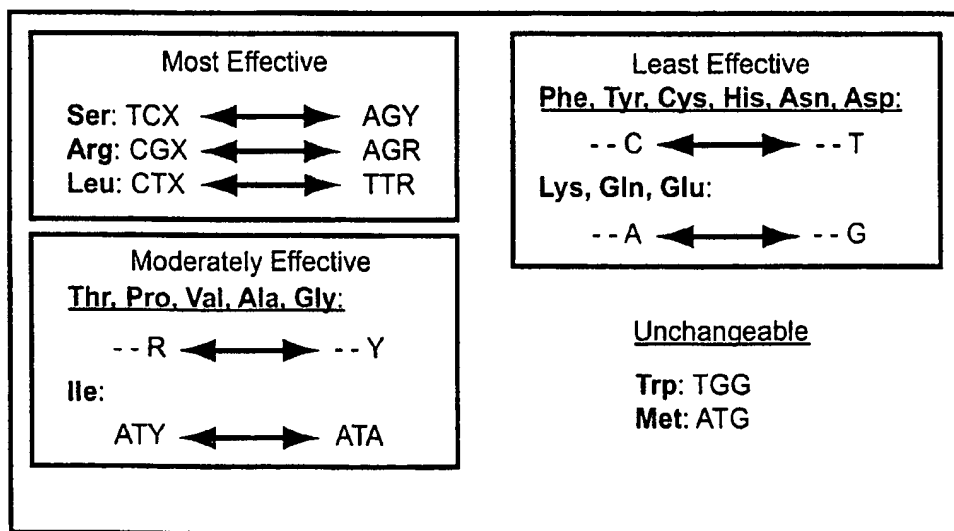 Most Effective
Ser: TCX AGY
Arg: CGX AGR
Leu: CTX TTR
Moderately Effective
Thr, Pro, Val, Ala, Gly:
--R --Y
Ile:
ATY ATA
Least Effective
Phe, Tyr, Cys, His, Asn, Asp:
--C --T
Lys, Gln, Glu:
--A --G
Unchangeable
Trp: TGG
Met: ATG